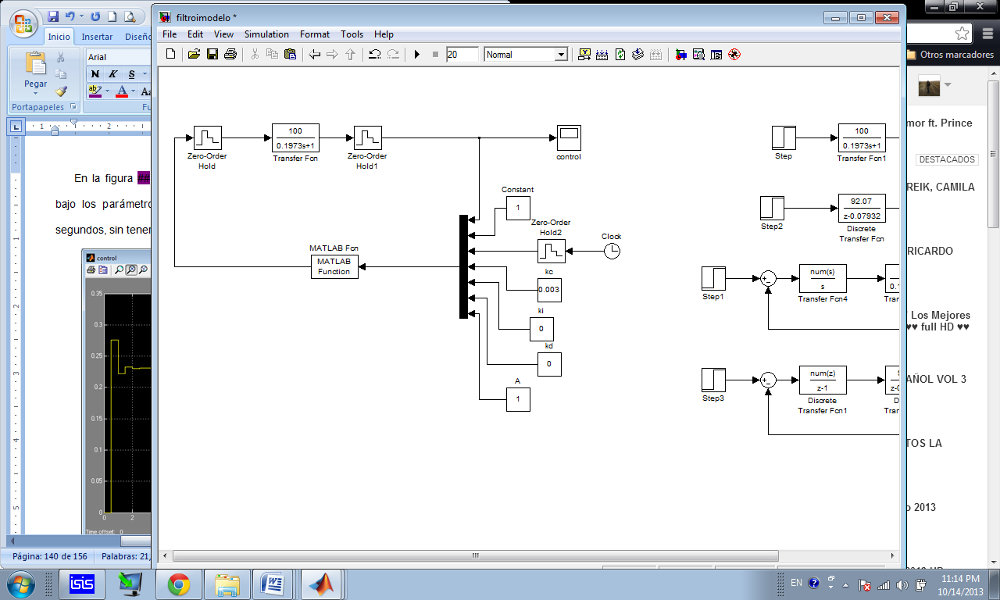 filtroimodelo *
File Edit View Simulation Format Tools Help
20 Normal
Inicio Insertar Diseño
Arial
Pegar
N K S
Portapapeles
Otros marcadores
En la figura ##
bajo los parámetro
segundos, sin tener
control
0.35
0.3
0.25
0.2
0.15
0.1
0.05
0
0 2
Time offset: 0
Página: 140 de 156 Palabras: 21,
Zero-Order
Hold
100
0.1973s+1
Transfer Fcn
Zero-Order
Hold1
control
Constant
1
Zero-Order
Hold2
Clock
MATLAB Fcn
MATLAB
Function
kc
0.003
ki
0
kd
0
A
1
Step
100
0.1973s+1
Transfer Fcn1
Step2
92.07
z-0.07932
Discrete
Transfer Fcn
Step1
num(s)
s
Transfer Fcn4
0.1
Tran
Step3
num(z)
z-1
Discrete
Transfer Fcn1
z-0
D
Tran
mor ft. Prince
DESTACADOS
REIK, CAMILA
RICARDO
Los Mejores
♥♥ full HD ♥♥
AÑOL VOL 3
TOS LA
o 2013
isis
EN
11:14 PM
10/14/2013